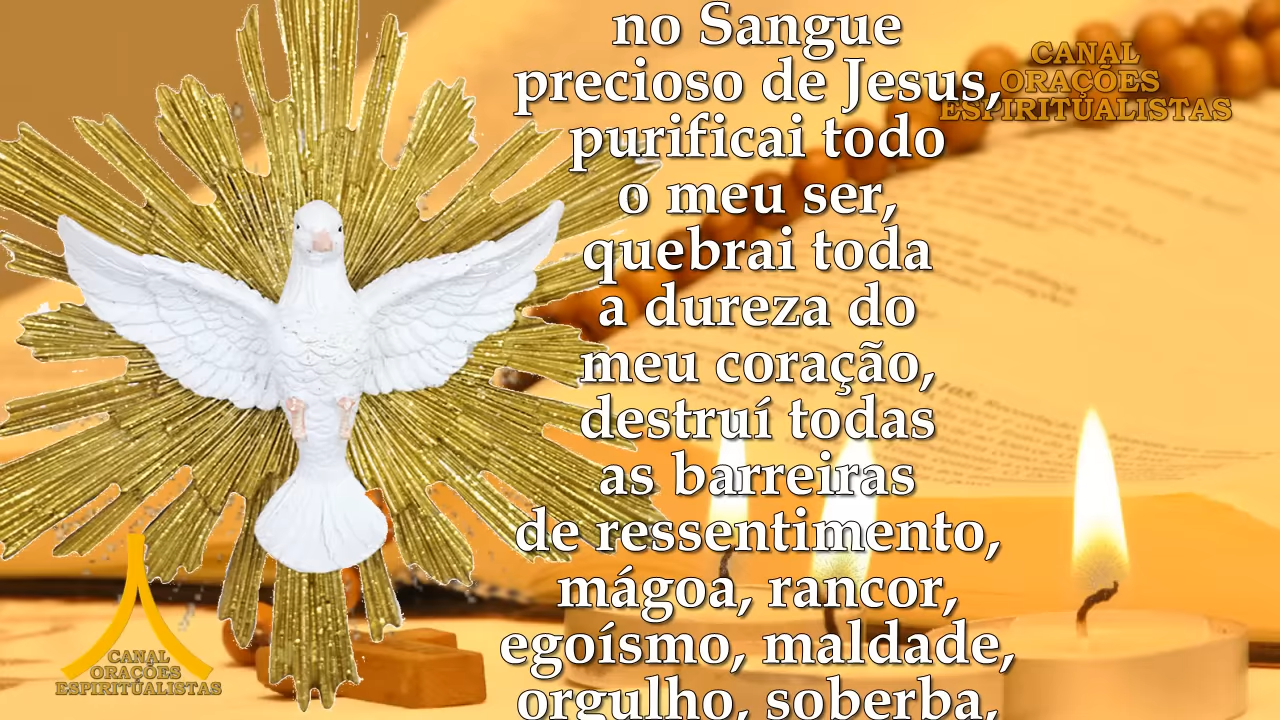 no Sangue
precioso de Jesus,
purificai todo
o meu ser,
quebrai toda
a dureza do
meu coração,
destruí todas
as barreiras
de ressentimento,
mágoa, rancor,
egoísmo, maldade,
orgulho, soberba,
CANAL
ORAÇÕES
ESPIRITUALISTAS
CANAL
ORAÇÕES
ESPIRITUALISTAS